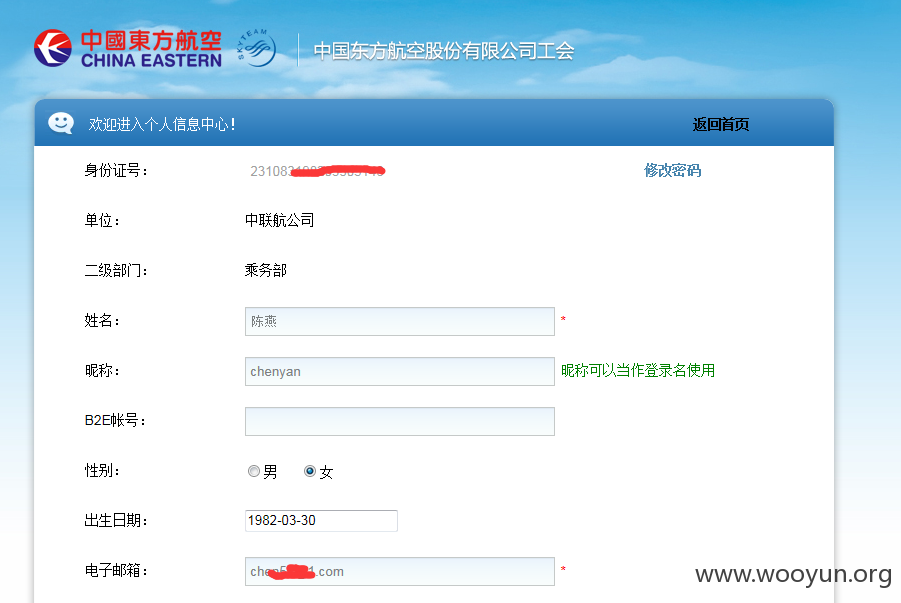 中國東方航空 CHINA EASTERN SKYTEAM 中国东方航空股份有限公司工会
欢迎进入个人信息中心! 返回首页
身份证号: 修改密码
单位: 中联航公司
二级部门: 乘务部
姓名: 陈燕 *
昵称: chenyan 昵称可以当作登录名使用
B2E帐号:
性别: 男 女
出生日期: 1982-03-30
电子邮箱: .com *
www.wooyun.org